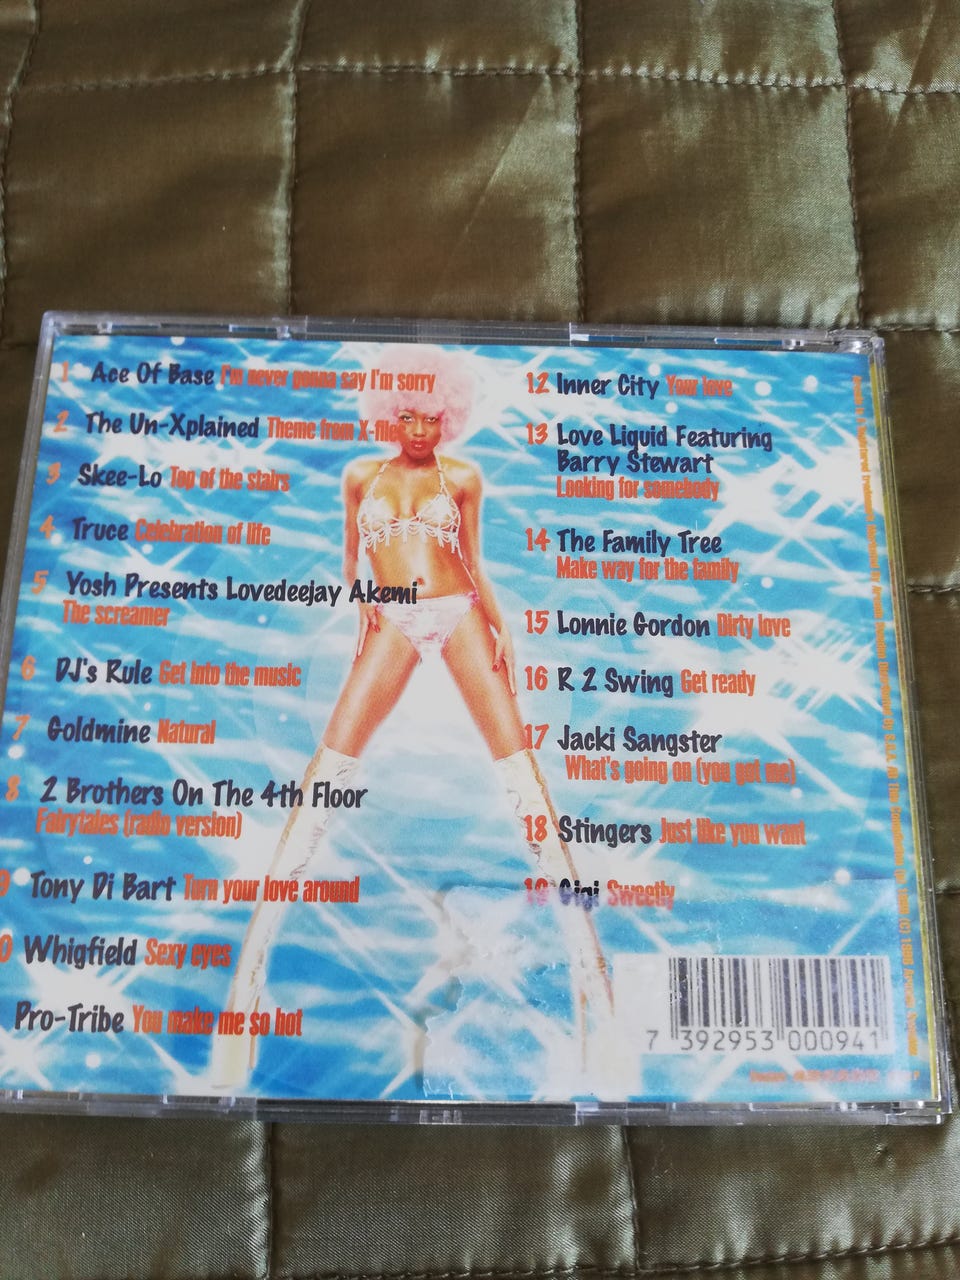 1 Ace Of Base I'm never gonna say I'm sorry
2 The Un-Xplained Theme from X-file
3 Skee-Lo Top of the stairs
4 Truce Celebration of life
5 Yosh Presents Lovedeejay Akemi
The screamer
6 DJ's Rule Get into the music
7 Goldmine Natural
8 2 Brothers On The 4th Floor
Fairytales (radio version)
9 Tony Di Bart Turn your love around
0 Whigfield Sexy eyes
Pro-Tribe You make me so hot
12 Inner City Your love
13 Love Liquid Featuring
Barry Stewart
Looking for somebody
14 The Family Tree
Make way for the family
15 Lonnie Gordon Dirty love
16 R 2 Swing Get ready
17 Jacki Sangster
What's going on (you got me)
18 Stingers Just like you want
19 Gigi Sweetly
7 392953 000941